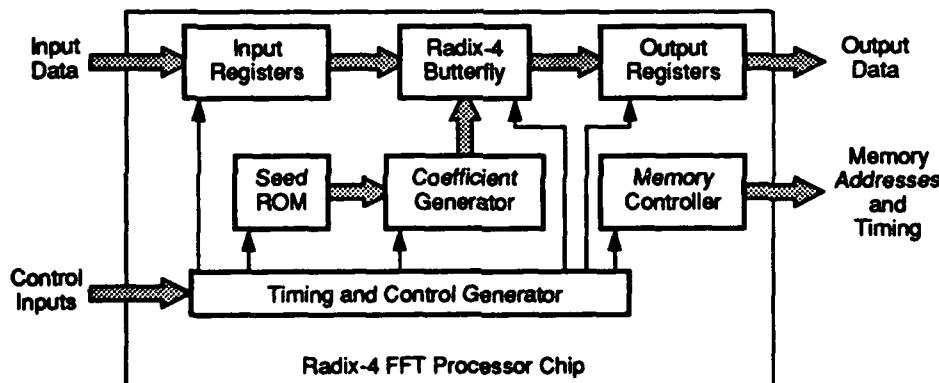 Input
Data
Input
Registers
Radix-4
Butterfly
Output
Registers
Output
Data
Seed
ROM
Coefficient
Generator
Memory
Controller
Memory
Addresses
and
Timing
Control
Inputs
Timing and Control Generator
Radix-4 FFT Processor Chip